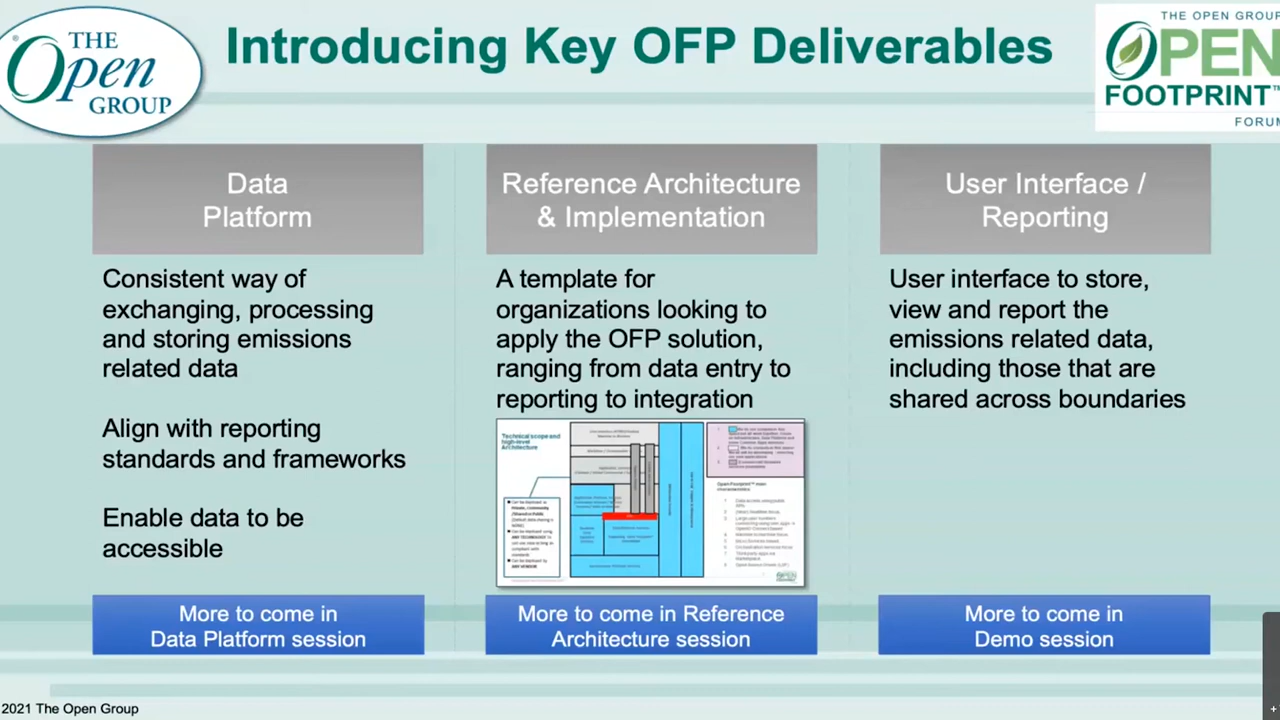 THE
Open
GROUP
Introducing Key OFP Deliverables
THE OPEN GROUP
OPEN
FOOTPRINT™
FORUM
Data
Platform
Consistent way of
exchanging, processing
and storing emissions
related data
Align with reporting
standards and frameworks
Enable data to be
accessible
More to come in
Data Platform session
Reference Architecture
& Implementation
A template for
organizations looking to
apply the OFP solution,
ranging from data entry to
reporting to integration
Technical scope and
high-level
Architecture
More to come in Reference
Architecture session
User Interface /
Reporting
User interface to store,
view and report the
emissions related data,
including those that are
shared across boundaries
More to come in
Demo session
2021 The Open Group